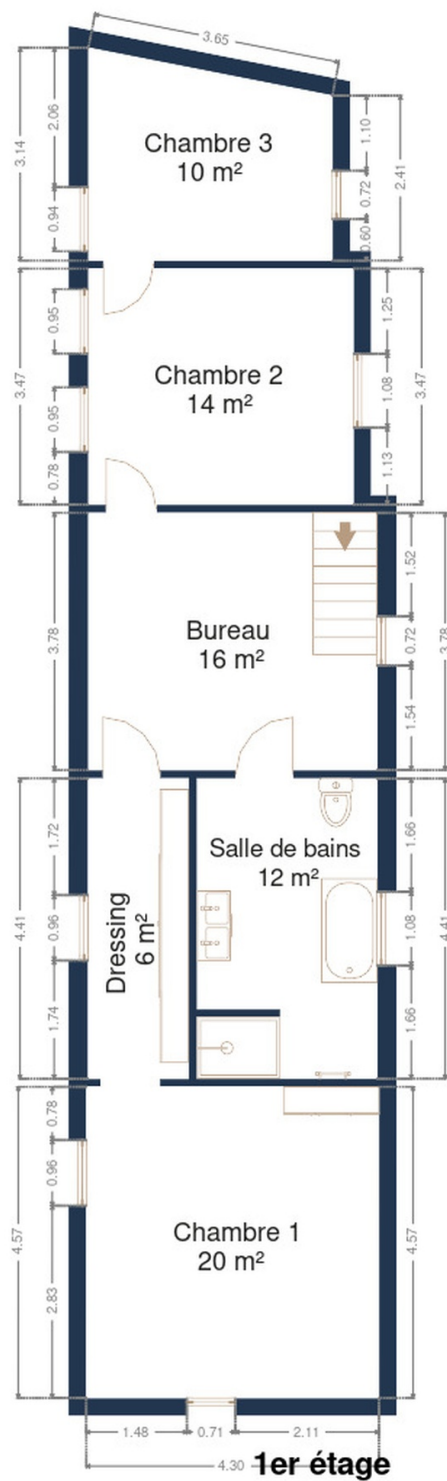 3.65
3.14
2.06
0.94
1.10
0.72
0.60
2.41
Chambre 3
10 m²
3.47
0.95
0.95
0.78
1.25
1.08
1.13
3.47
Chambre 2
14 m²
3.78
1.52
0.72
1.54
3.78
Bureau
16 m²
4.41
1.72
0.96
1.74
1.66
1.08
1.66
4.41
Salle de bains
12 m²
Dressing
6 m²
4.57
0.78
0.96
2.83
4.57
Chambre 1
20 m²
1.48
0.71
2.11
4.30
1er étage